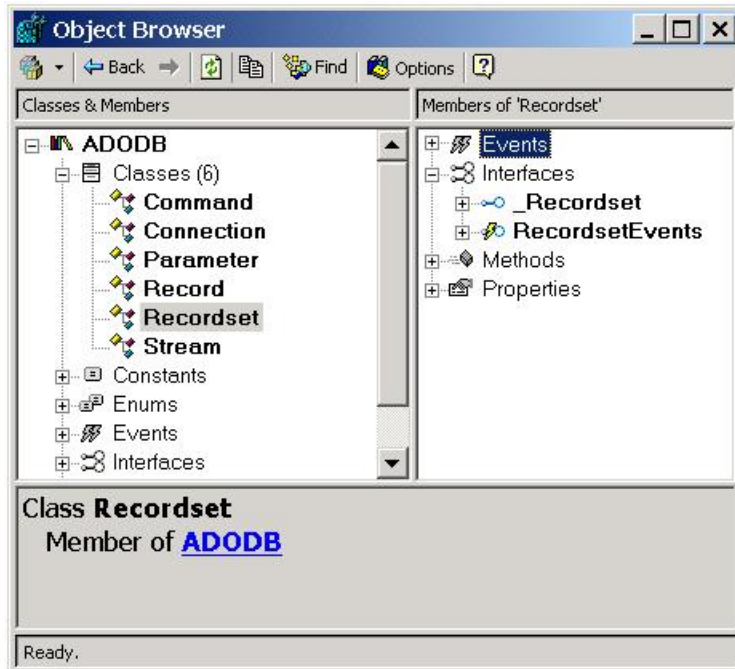 Object Browser
Back Find Options
Classes & Members
ADODB
Classes (6)
Command
Connection
Parameter
Record
Recordset
Stream
Constants
Enums
Events
Interfaces
Members of 'Recordset'
Events
Interfaces
_Recordset
RecordsetEvents
Methods
Properties
Class Recordset
Member of ADODB
Ready.